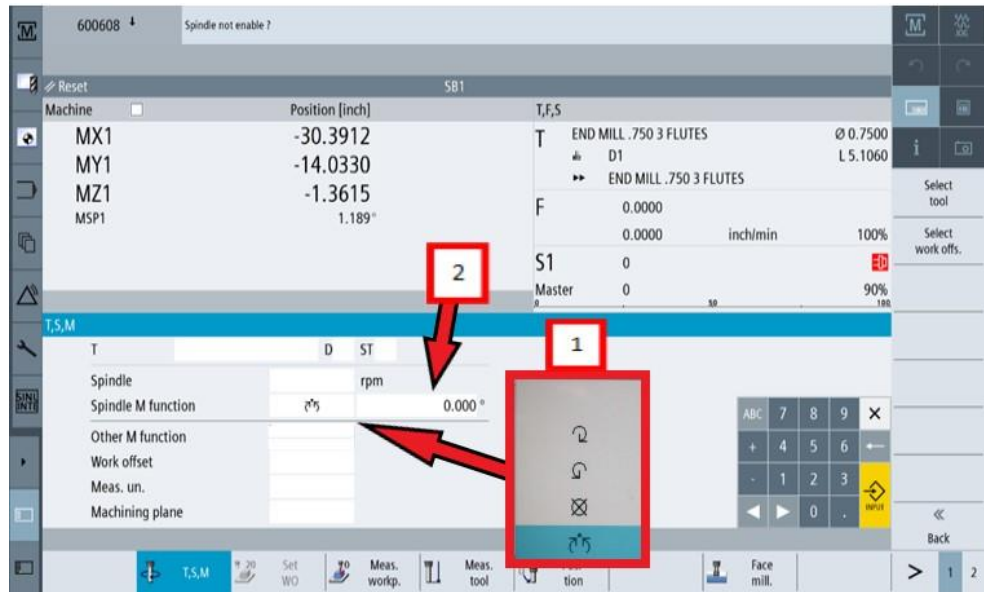 M 600608 Spindle not enable ? M
Reset SB1
Machine Position [inch] T,F,S
MX1 -30.3912 T END MILL .750 3 FLUTES Ø 0.7500
MY1 -14.0330 D1 L 5.1060
MZ1 -1.3615 END MILL .750 3 FLUTES
MSP1 1.189°
F 0.0000
0.0000 inch/min 100%
S1 0
Master 0 90%
0 50 100
Select
tool
Select
work offs.
2
1
T,S,M
T D ST
Spindle rpm
Spindle M function 0.000 °
Other M function
Work offset
Meas. un.
Machining plane
ABC 7 8 9 X
+ 4 5 6
- 1 2 3
0 . INPUT
Back
T,S,M
Set
WO
Meas.
workp.
Meas.
tool
tion
Face
mill.
> 1 2